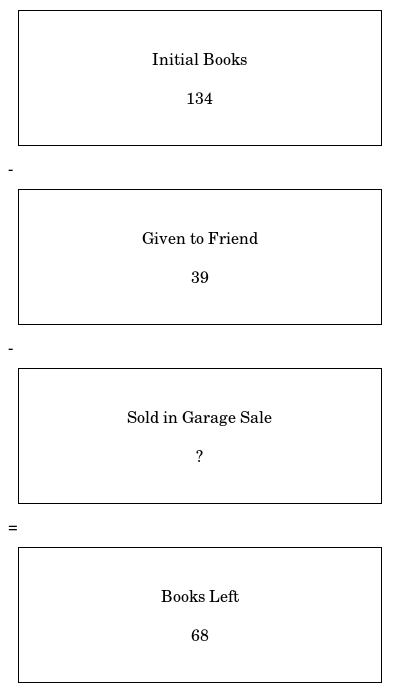 Initial Books
134
-
Given to Friend
39
-
Sold in Garage Sale
?
=
Books Left
68